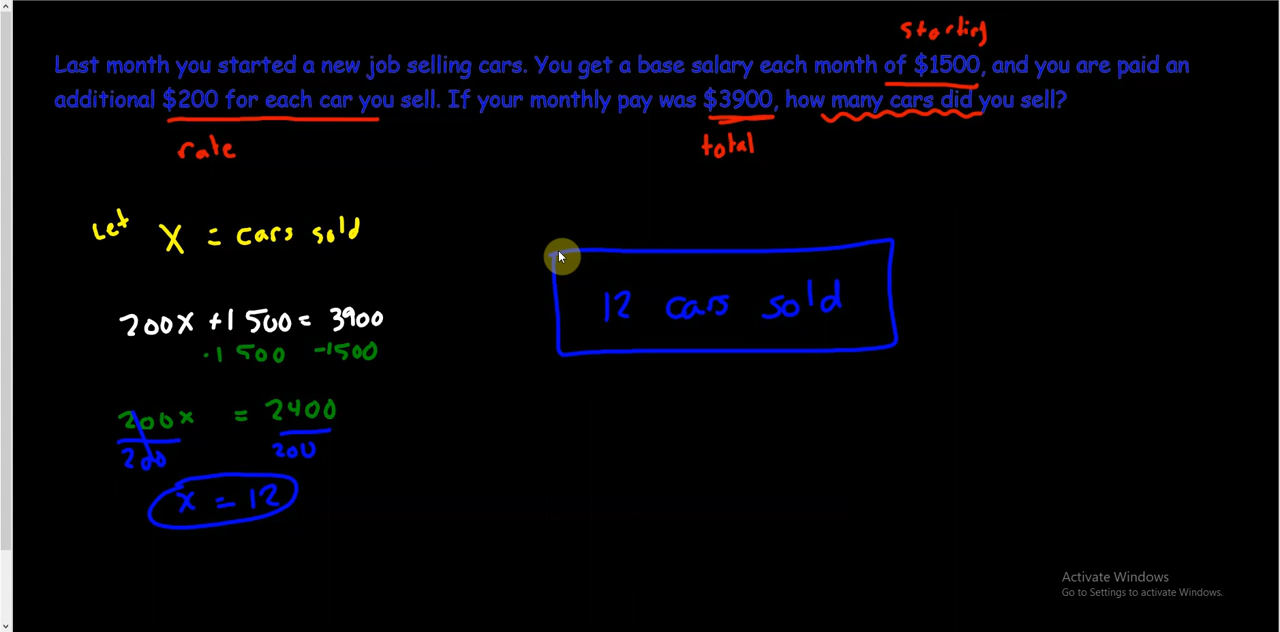 starting
Last month you started a new job selling cars. You get a base salary each month of $1500, and you are paid an
additional $200 for each car you sell. If your monthly pay was $3900, how many cars did you sell?
rate
total
Let X = cars sold
200x + 1500 = 3900
-1500 -1500
200x = 2400
200 200
x = 12
12 cars sold
Activate Windows
Go to Settings to activate Windows.